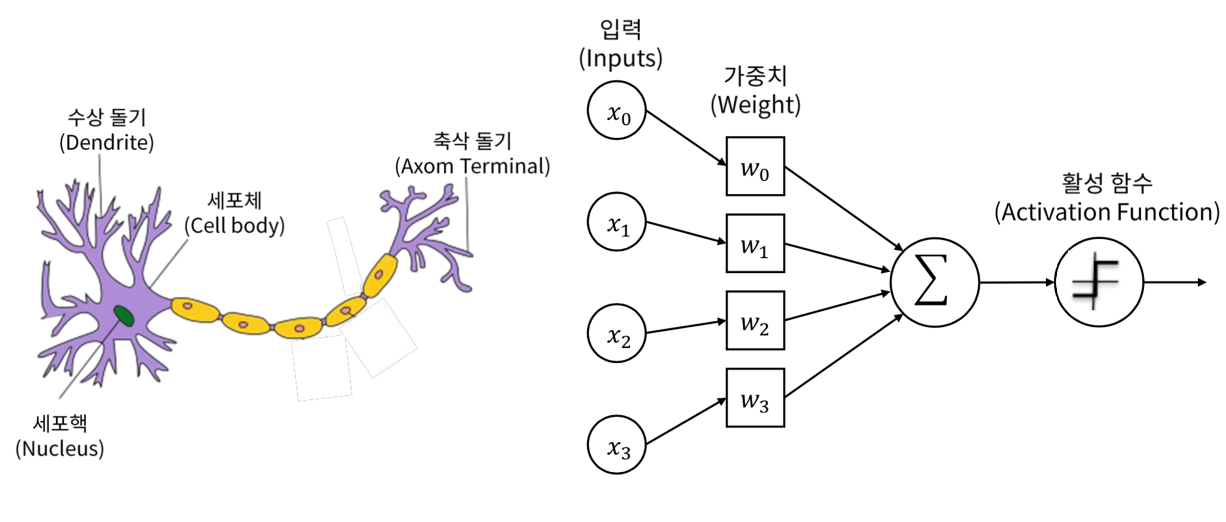 수상 돌기
(Dendrite)
세포체
(Cell body)
축삭 돌기
(Axom Terminal)
세포핵
(Nucleus)
입력
(Inputs)
가중치
(Weight)
x₀
x₁
x₂
x₃
w₀
w₁
w₂
w₃
∑
활성 함수
(Activation Function)